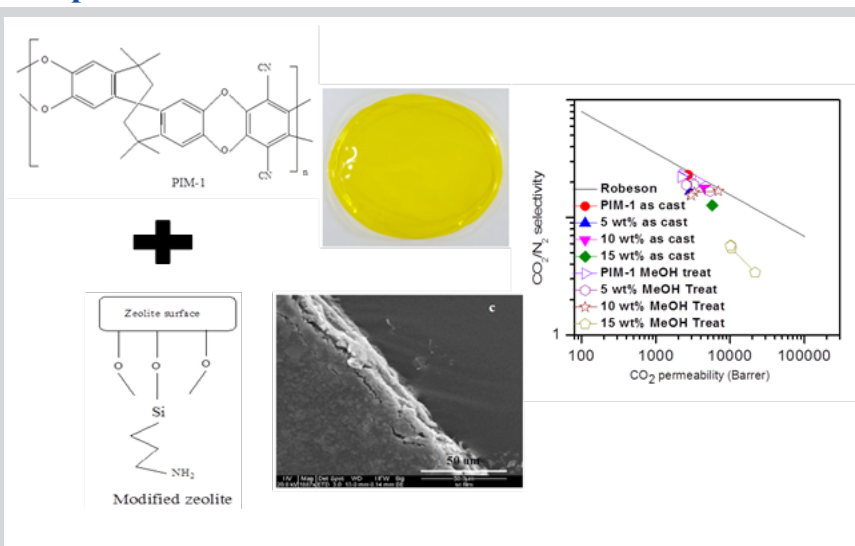 O
CN
O
O
O
O
CN
n
PIM-1
Zeolite surface
O
O
O
Si
NH2
Modified zeolite
c
50 um
CO2/N2 selectivity
Robeson
PIM-1 as cast
5 wt% as cast
10 wt% as cast
15 wt% as cast
PIM-1 MeOH treat
5 wt% MeOH Treat
10 wt% MeOH Treat
15 wt% MeOH Treat
1
100
1000
10000
100000
CO2 permeability (Barrer)